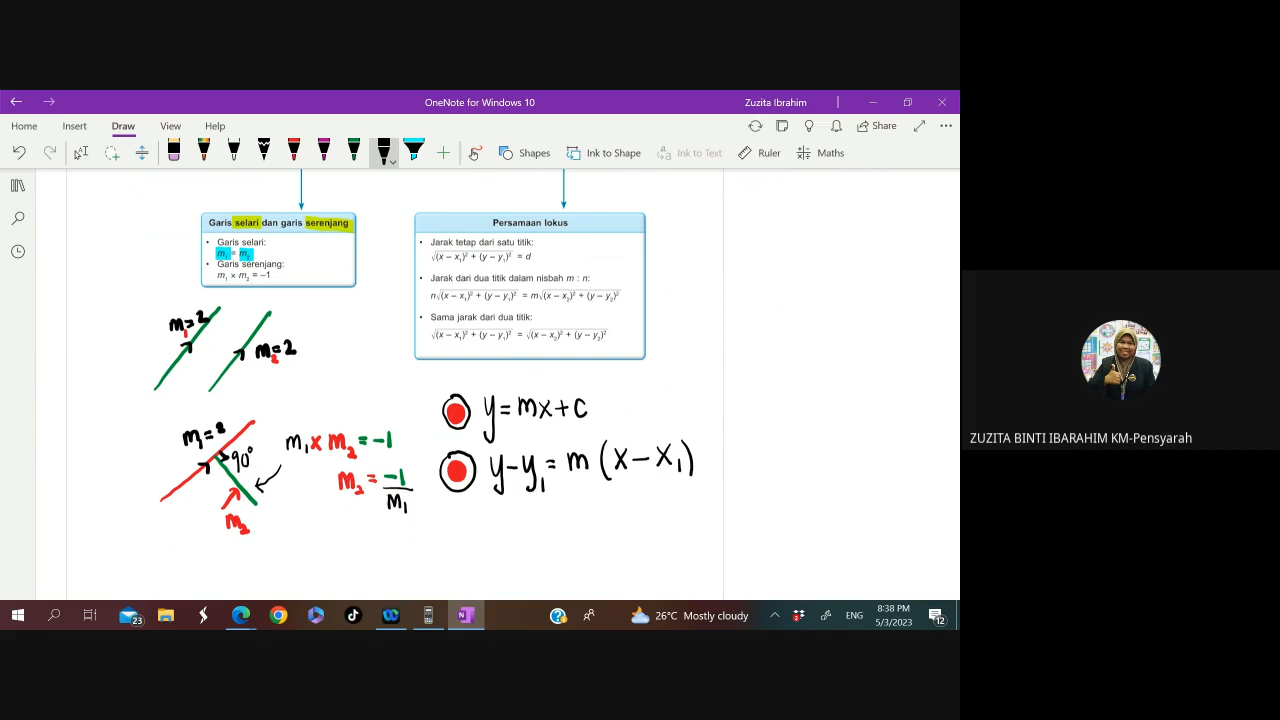 OneNote for Windows 10
Zuzita Ibrahim
Home Insert Draw View Help
Share
Shapes Ink to Shape Ink to Text Ruler Maths
Garis selari dan garis serenjang
• Garis selari:
m₁ = m₂
• Garis serenjang:
m₁ × m₂ = –1
Persamaan lokus
• Jarak tetap dari satu titik:
√(x – x₁)² + (y – y₁)² = d
• Jarak dari dua titik dalam nisbah m : n:
n√(x – x₁)² + (y – y₁)² = m√(x – x₂)² + (y – y₂)²
• Sama jarak dari dua titik:
√(x – x₁)² + (y – y₁)² = √(x – x₂)² + (y – y₂)²
m₁=2
m₂=2
y=mx+c
y-y₁=m(x-x₁)
90°
m₁ x m₂ = -1
m₂ = -1/m₁
m₂
ZUZITA BINTI IBARAHIM KM-Pensyarah
23
26°C Mostly cloudy
2
ENG
8:38 PM
5/3/2023
12